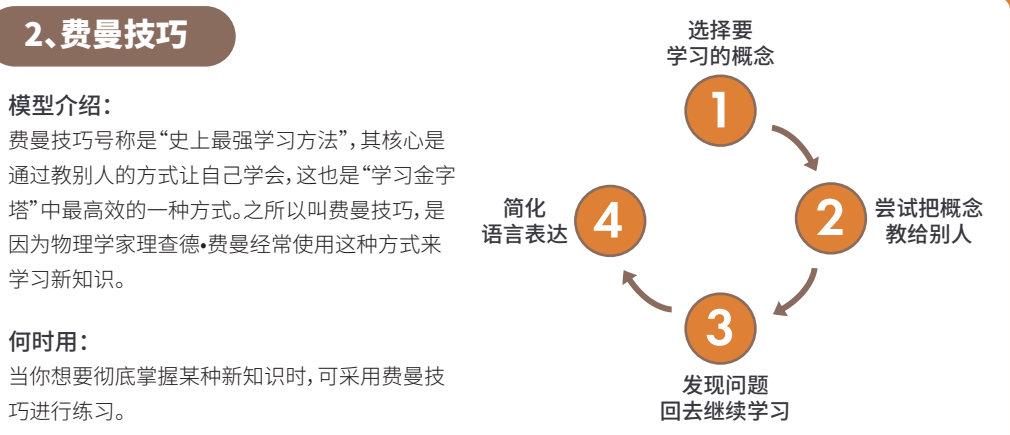 2、费曼技巧
模型介绍：
费曼技巧号称是“史上最强学习方法”，其核心是
通过教别人的方式让自己学会，这也是“学习金字
塔”中最高效的一种方式。之所以叫费曼技巧，是
因为物理学家理查德•费曼经常使用这种方式来
学习新知识。
何时用：
当你想要彻底掌握某种新知识时，可采用费曼技
巧进行练习。
选择要
学习的概念
1
2
尝试把概念
教给别人
3
发现问题
回去继续学习
4
简化
语言表达